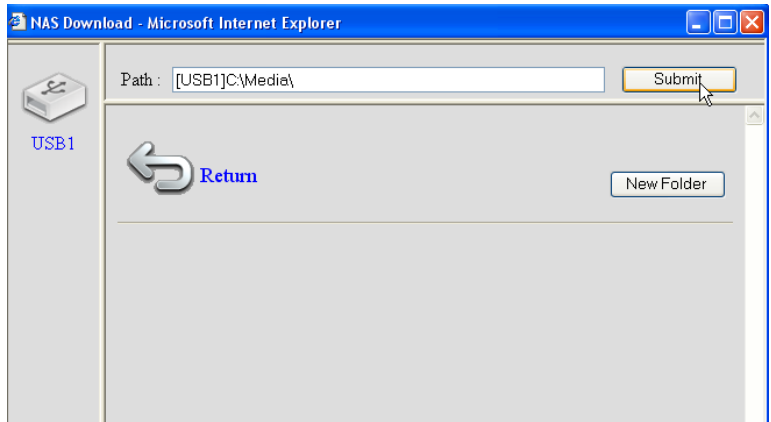 NAS Download - Microsoft Internet Explorer
Path : [USB1]C:\Media\ Submit
USB1
Return
New Folder